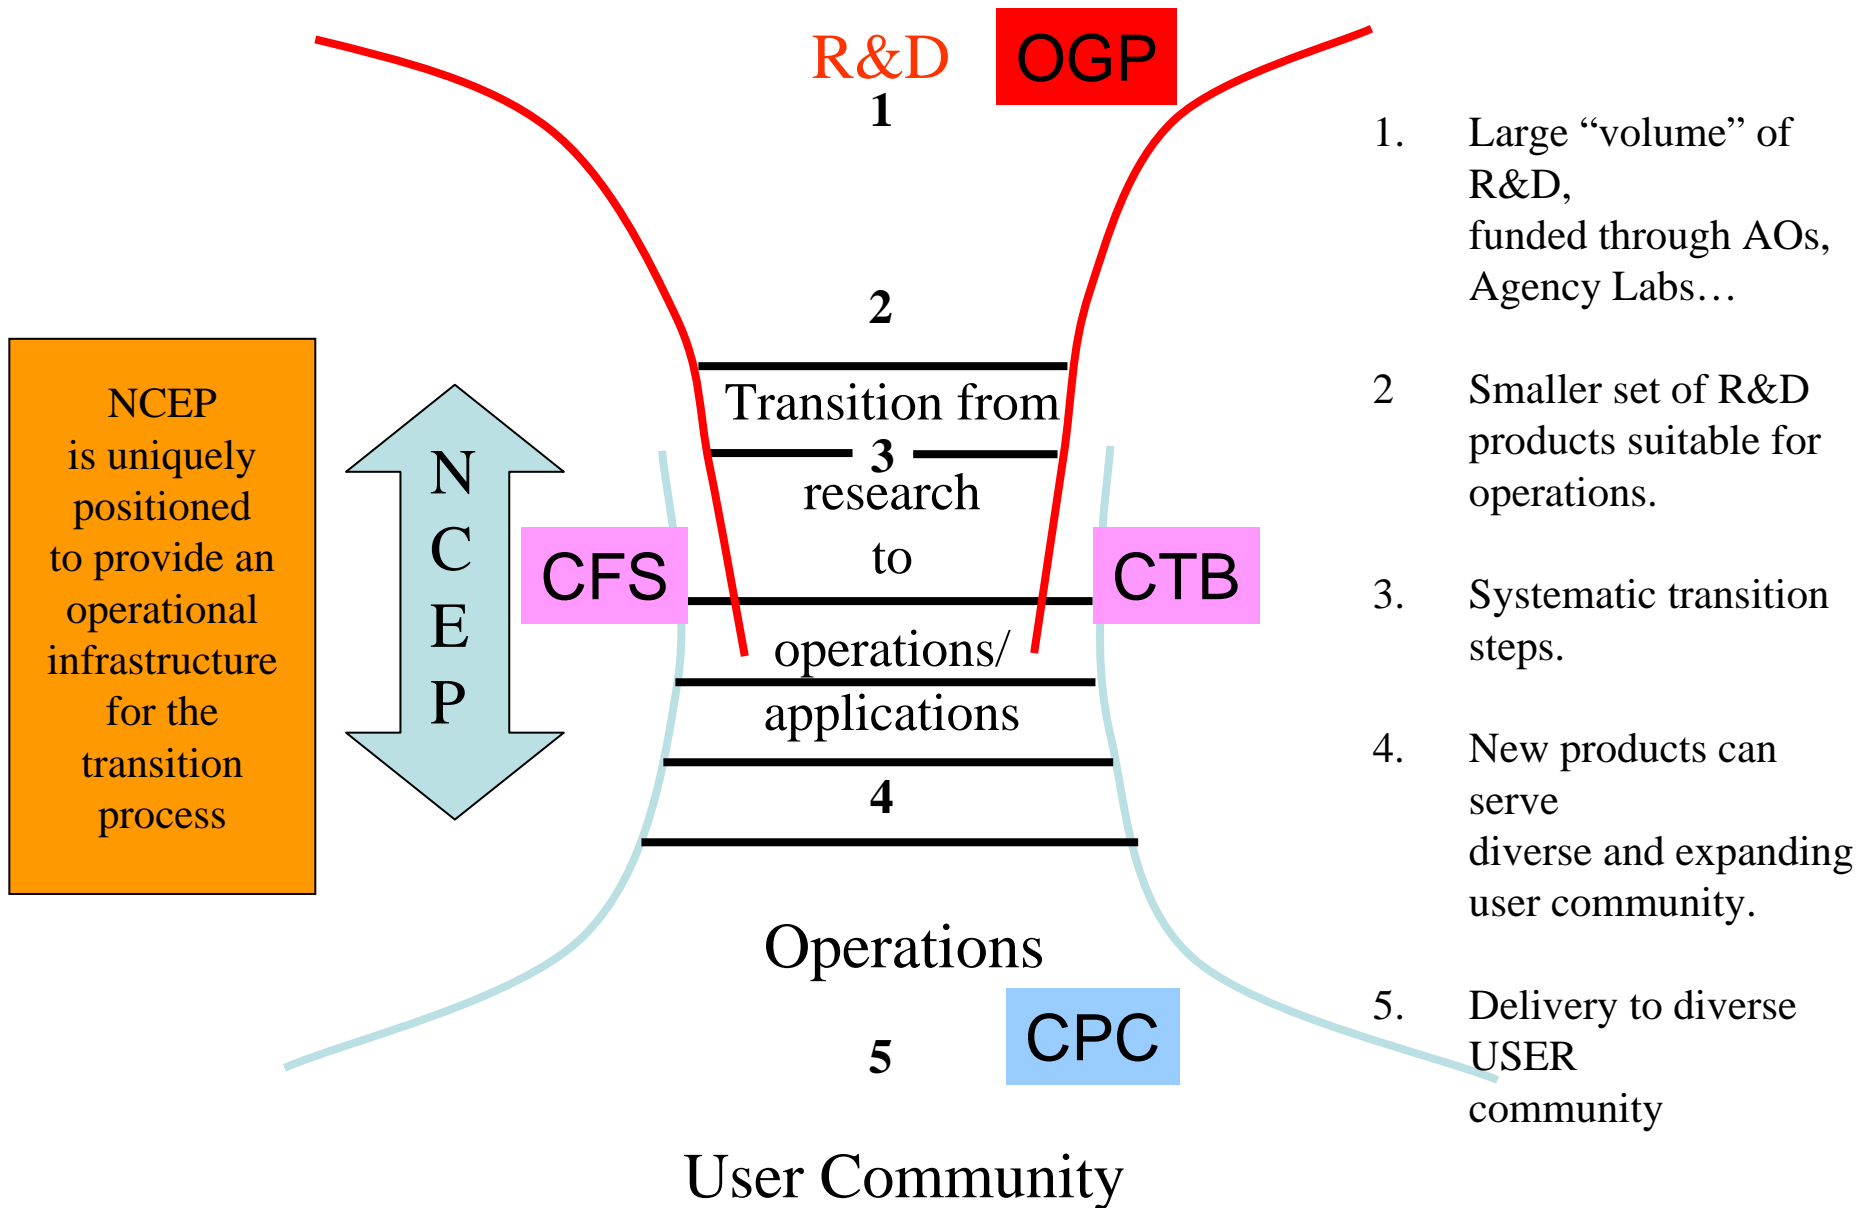 R&D
OGP
1
2
Transition from
3
research
to
operations/
applications
4
Operations
CPC
5
User Community
NCEP
is uniquely
positioned
to provide an
operational
infrastructure
for the
transition
process
N
C
E
P
CFS
CTB
1. Large “volume” of
R&D,
funded through AOs,
Agency Labs…
2 Smaller set of R&D
products suitable for
operations.
3. Systematic transition
steps.
4. New products can
serve
diverse and expanding
user community.
5. Delivery to diverse
USER
community